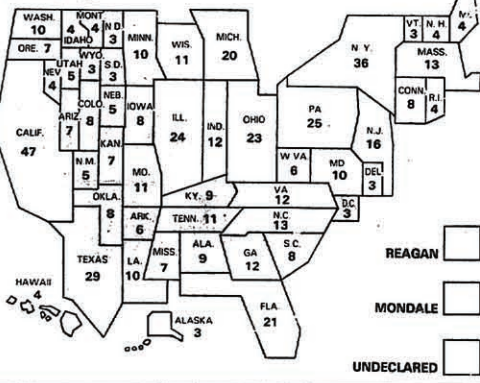 WASH.
10
ORE. 7
IDAHO
4
MONT
4
N D
3
MINN.
10
WIS.
11
MICH.
20
VT.
3
N. H.
4
4
N Y.
36
MASS.
13
CONN.
8
R.I.
4
NEV
4
UTAH
5
WYO.
3
S D.
3
NEB.
5
IOWA
8
CALIF.
47
ARIZ.
7
COLO.
8
KAN.
7
ILL.
24
IND.
12
OHIO
23
PA
25
N.J.
16
W VA.
6
MD
10
DEL
3
D.C.
3
N M.
5
OKLA.
8
MO.
11
KY. 9
VA
12
TENN. 11
N.C.
13
ARK.
6
S C.
8
TEXAS
29
LA.
10
MISS.
7
ALA.
9
GA
12
FLA.
21
HAWAII
4
ALASKA
3
REAGAN
MONDALE
UNDECLARED